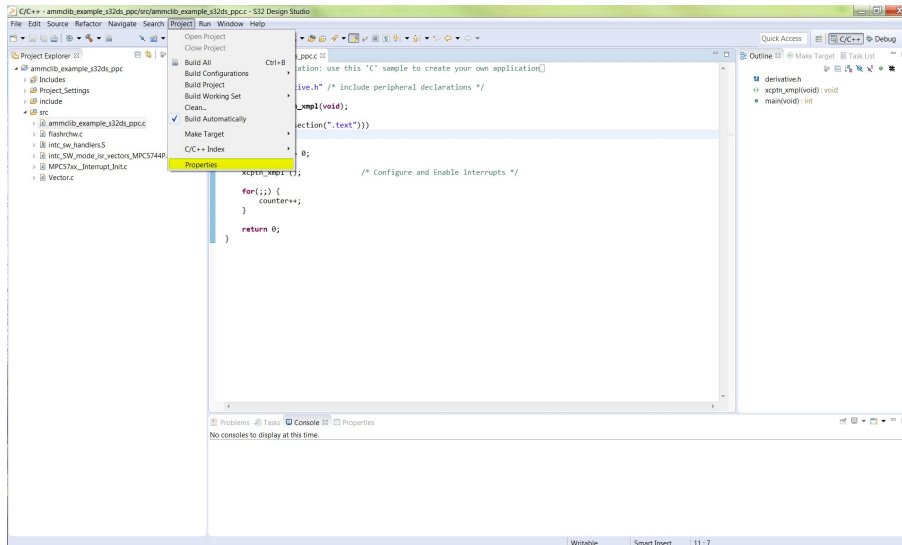 C/C++ - ammclib_example_s32ds_ppc/src/ammclib_example_s32ds_ppc.c - S32 Design Studio
File Edit Source Refactor Navigate Search Project Run Window Help
Quick Access
C/C++
Debug
Project Explorer
ammclib_example_s32ds_ppc
Includes
Project_Settings
include
src
ammclib_example_s32ds_ppc.c
flashrchw.c
intc_sw_handlers.S
intc_SW_mode_isr_vectors_MPC5744P.
MPC57xx__Interrupt_Init.c
Vector.c
Open Project
Close Project
Build All Ctrl+B
Build Configurations
Build Project
Build Working Set
Clean...
Build Automatically
Make Target
C/C++ Index
Properties
s_ppc.c
ation: use this 'C' sample to create your own application
ive.h" /* include peripheral declarations */
_xmpl(void);
section(".text")))
0;
xcptn_xmpl (); /* Configure and Enable Interrupts */
for(;;) {
counter++;
}
return 0;
}
Outline Make Target Task List
derivative.h
xcptn_xmpl(void) : void
main(void) : int
Problems Tasks Console Properties
No consoles to display at this time.
Writable Smart Insert 11 : 7